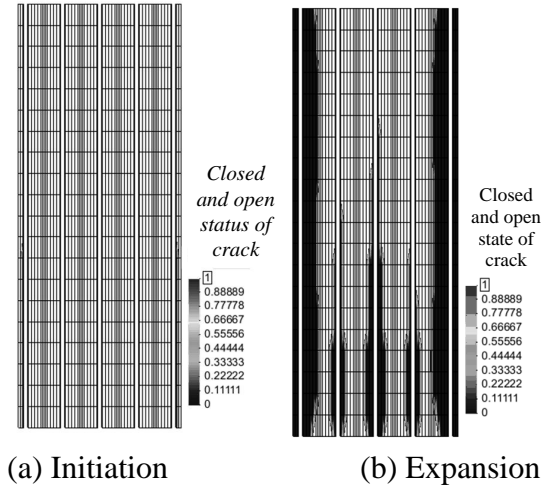 Closed
and open
status of
crack
1
0.88889
0.77778
0.66667
0.55556
0.44444
0.33333
0.22222
0.11111
0
(a) Initiation
Closed
and open
state of
crack
1
0.88889
0.77778
0.66667
0.55556
0.44444
0.33333
0.22222
0.11111
0
(b) Expansion